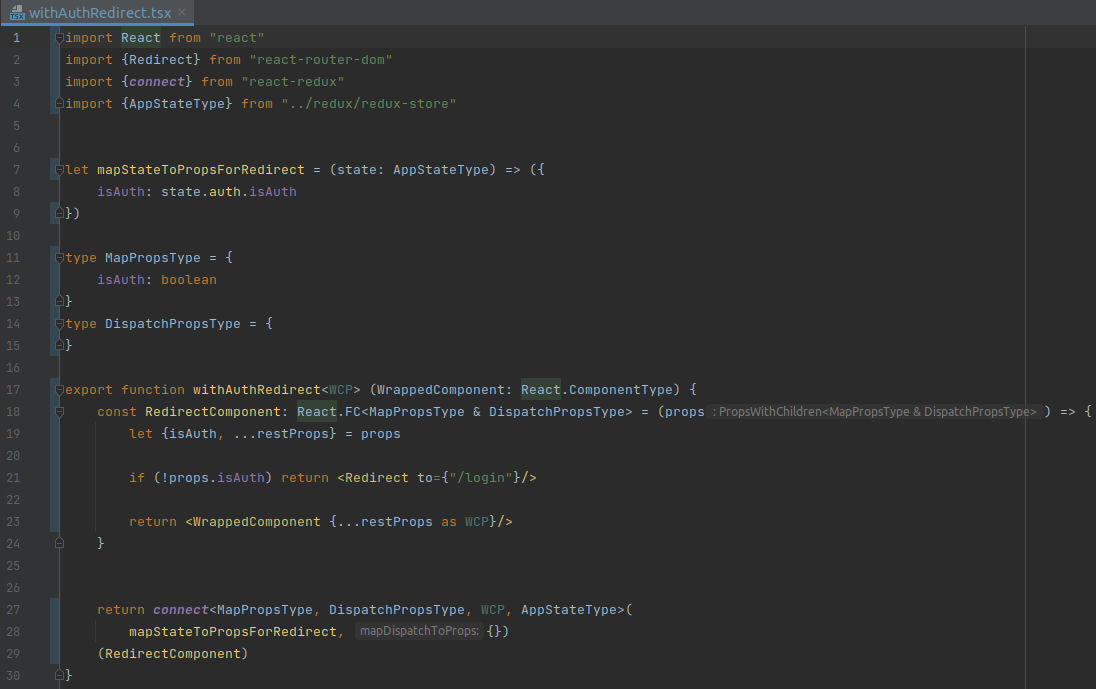 withAuthRedirect.tsx ×
1 import React from "react"
2 import {Redirect} from "react-router-dom"
3 import {connect} from "react-redux"
4 import {AppStateType} from "../redux/redux-store"
5
6
7 let mapStateToPropsForRedirect = (state: AppStateType) => ({
8     isAuth: state.auth.isAuth
9 })
10
11 type MapPropsType = {
12     isAuth: boolean
13 }
14 type DispatchPropsType = {
15 }
16
17 export function withAuthRedirect<WCP> (WrappedComponent: React.ComponentType) {
18     const RedirectComponent: React.FC<MapPropsType & DispatchPropsType> = (props : PropsWithChildren<MapPropsType & DispatchPropsType> ) => {
19         let {isAuth, ...restProps} = props
20
21         if (!props.isAuth) return <Redirect to={"/login"}/>
22
23         return <WrappedComponent {...restProps as WCP}/>
24     }
25
26
27     return connect<MapPropsType, DispatchPropsType, WCP, AppStateType>(
28         mapStateToPropsForRedirect, mapDispatchToProps: {})
29     (RedirectComponent)
30 }